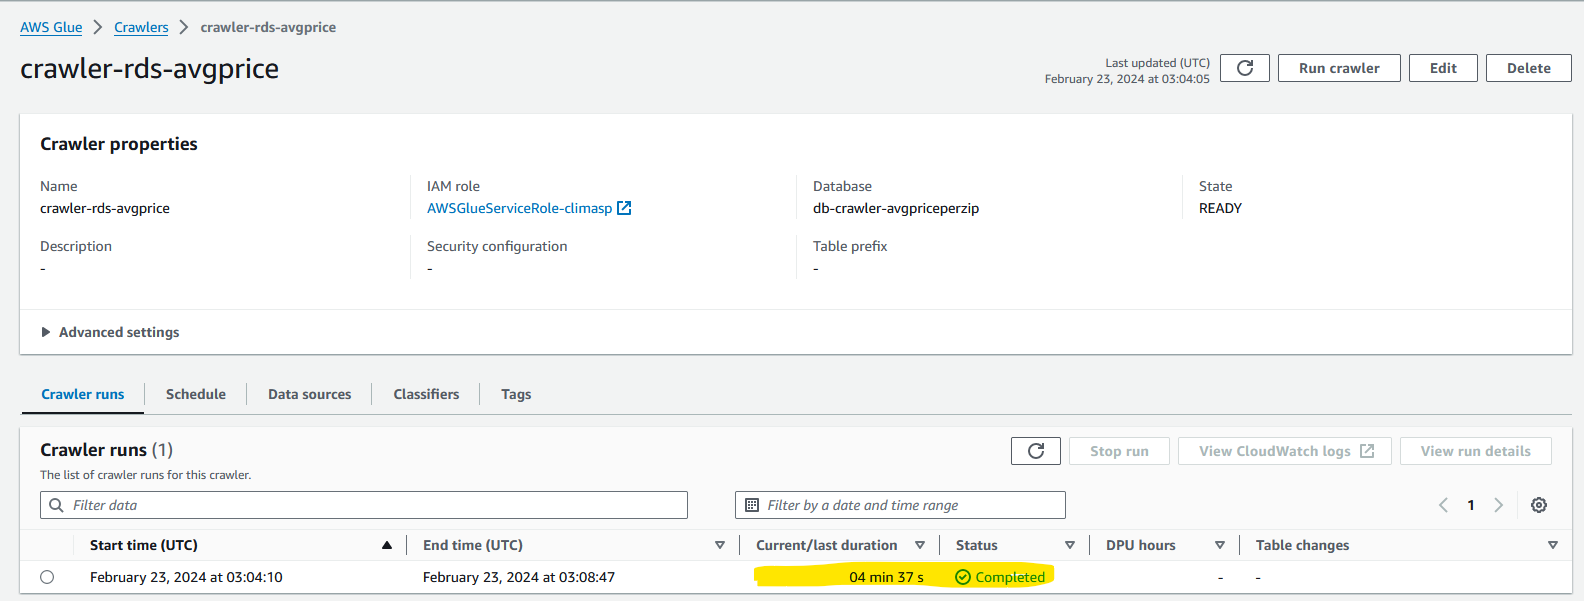 AWS Glue > Crawlers > crawler-rds-avgprice
crawler-rds-avgprice
Last updated (UTC)
February 23, 2024 at 03:04:05
Run crawler
Edit
Delete
Crawler properties
Name
crawler-rds-avgprice
IAM role
AWSGlueServiceRole-climasp
Database
db-crawler-avgpriceperzip
State
READY
Description
-
Security configuration
-
Table prefix
-
Advanced settings
Crawler runs
Schedule
Data sources
Classifiers
Tags
Crawler runs (1)
The list of crawler runs for this crawler.
Stop run
View CloudWatch logs
View run details
Filter data
Filter by a date and time range
1
Start time (UTC)
End time (UTC)
Current/last duration
Status
DPU hours
Table changes
February 23, 2024 at 03:04:10
February 23, 2024 at 03:08:47
04 min 37 s
Completed
-
-